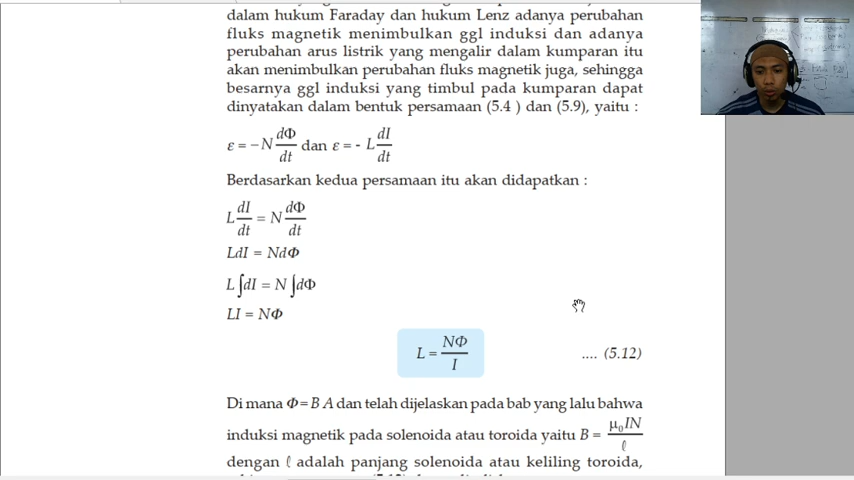 dalam hukum Faraday dan hukum Lenz adanya perubahan
fluks magnetik menimbulkan ggl induksi dan adanya
perubahan arus listrik yang mengalir dalam kumparan itu
akan menimbulkan perubahan fluks magnetik juga, sehingga
besarnya ggl induksi yang timbul pada kumparan dapat
dinyatakan dalam bentuk persamaan (5.4 ) dan (5.9), yaitu :
ε = −N dΦ/dt dan ε = - L dI/dt
Berdasarkan kedua persamaan itu akan didapatkan :
L dI/dt = N dΦ/dt
LdI = NdΦ
L ∫dI = N ∫dΦ
LI = NΦ
L = NΦ/I .... (5.12)
Di mana Φ = B A dan telah dijelaskan pada bab yang lalu bahwa
induksi magnetik pada solenoida atau toroida yaitu B = μ₀IN/ℓ
dengan ℓ adalah panjang solenoida atau keliling toroida,